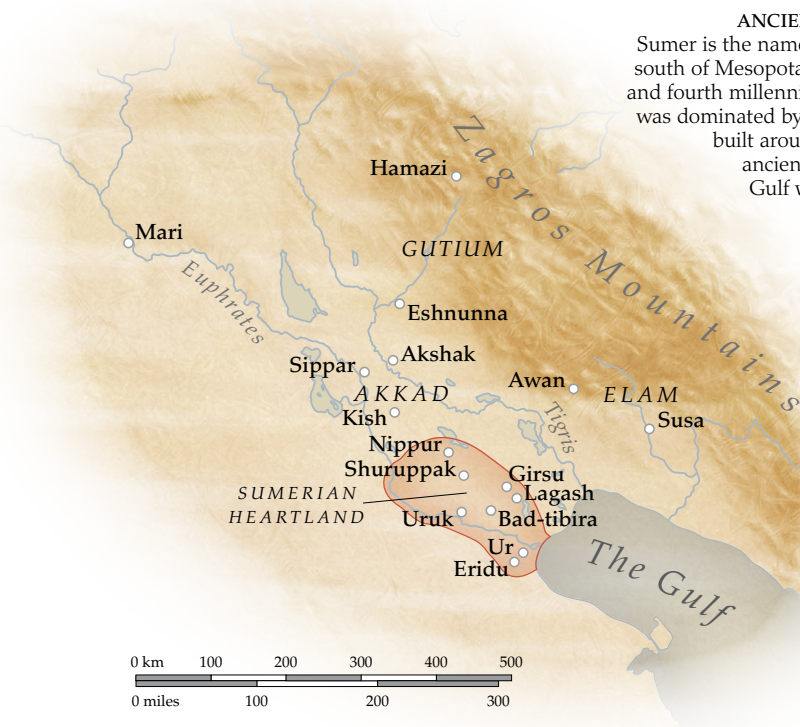 ANCIE
Sumer is the name
south of Mesopota
and fourth millenni
was dominated by
built arou
ancien
Gulf w
Zagros Mountains
Hamazi
Mari
GUTIUM
Euphrates
Eshnunna
Akshak
Sippar
AKKAD
Awan
ELAM
Kish
Tigris
Susa
Nippur
Shuruppak
Girsu
SUMERIAN
HEARTLAND
Lagash
Uruk
Bad-tibira
Ur
Eridu
The Gulf
0 km 100 200 300 400 500
0 miles 100 200 300